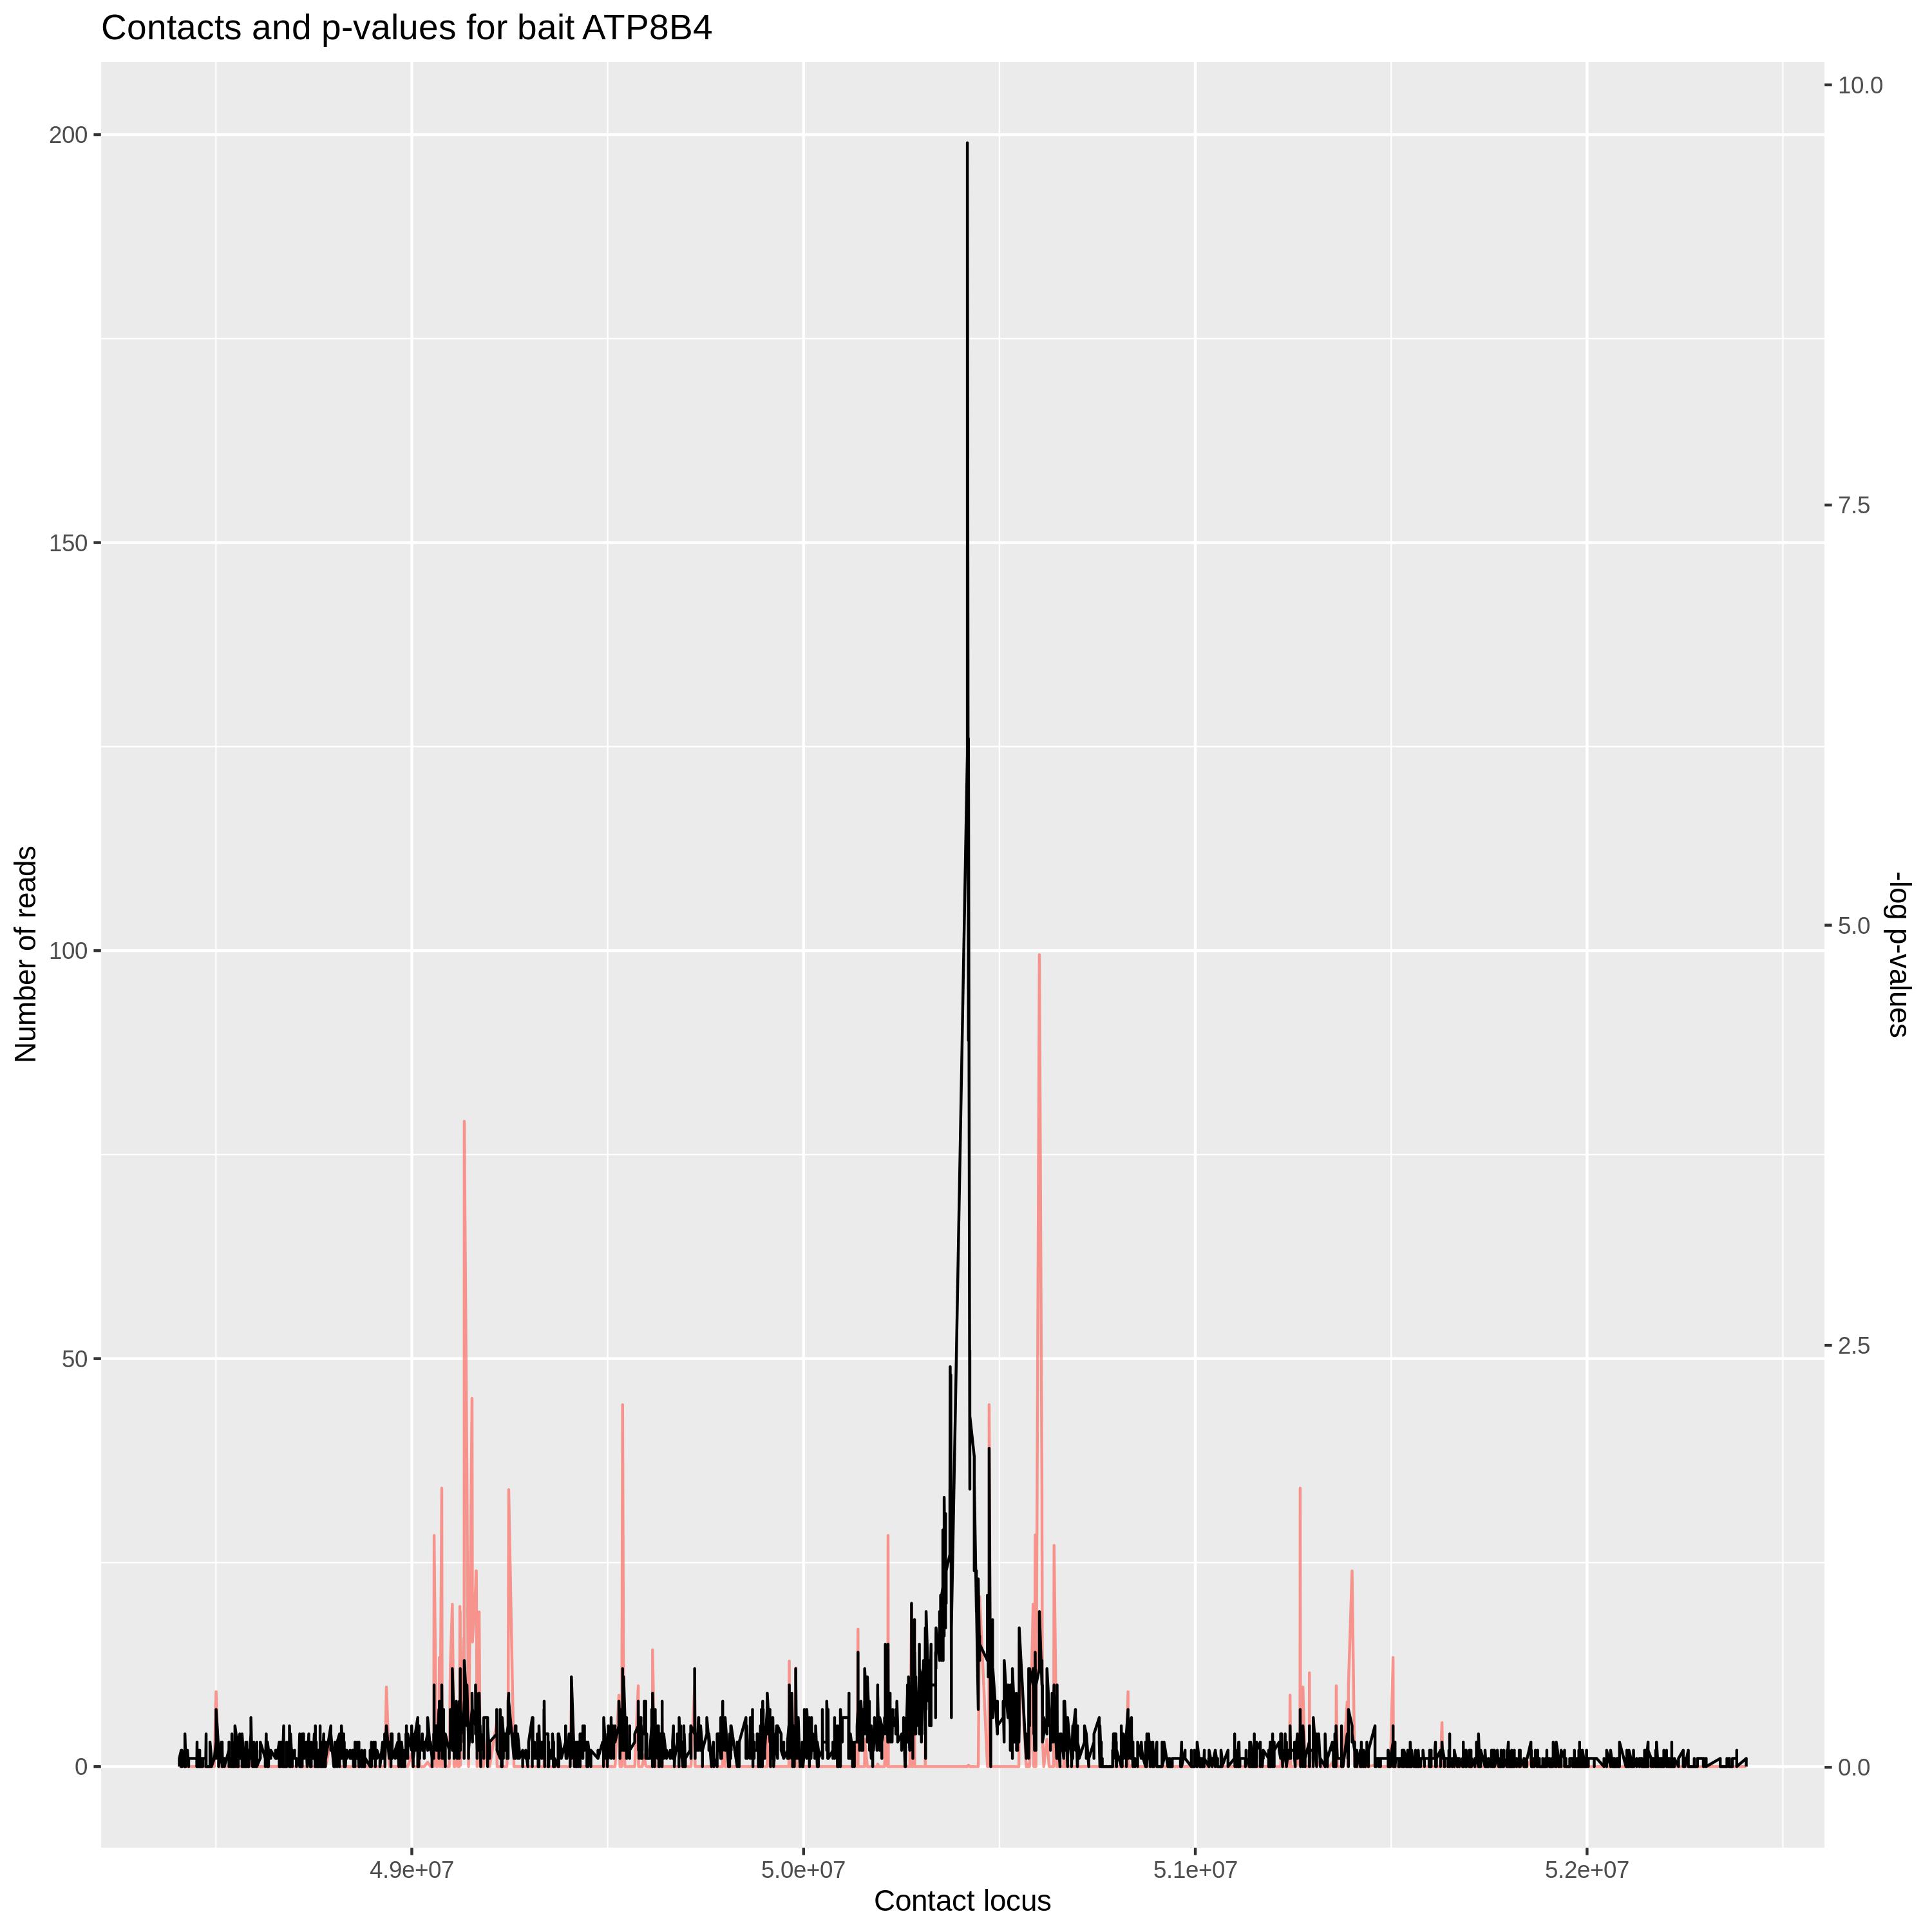 Contacts and p-values for bait ATP8B4
200
150
100
50
0
Number of reads
10.0
7.5
5.0
2.5
0.0
-log p-values
4.9e+07
5.0e+07
5.1e+07
5.2e+07
Contact locus